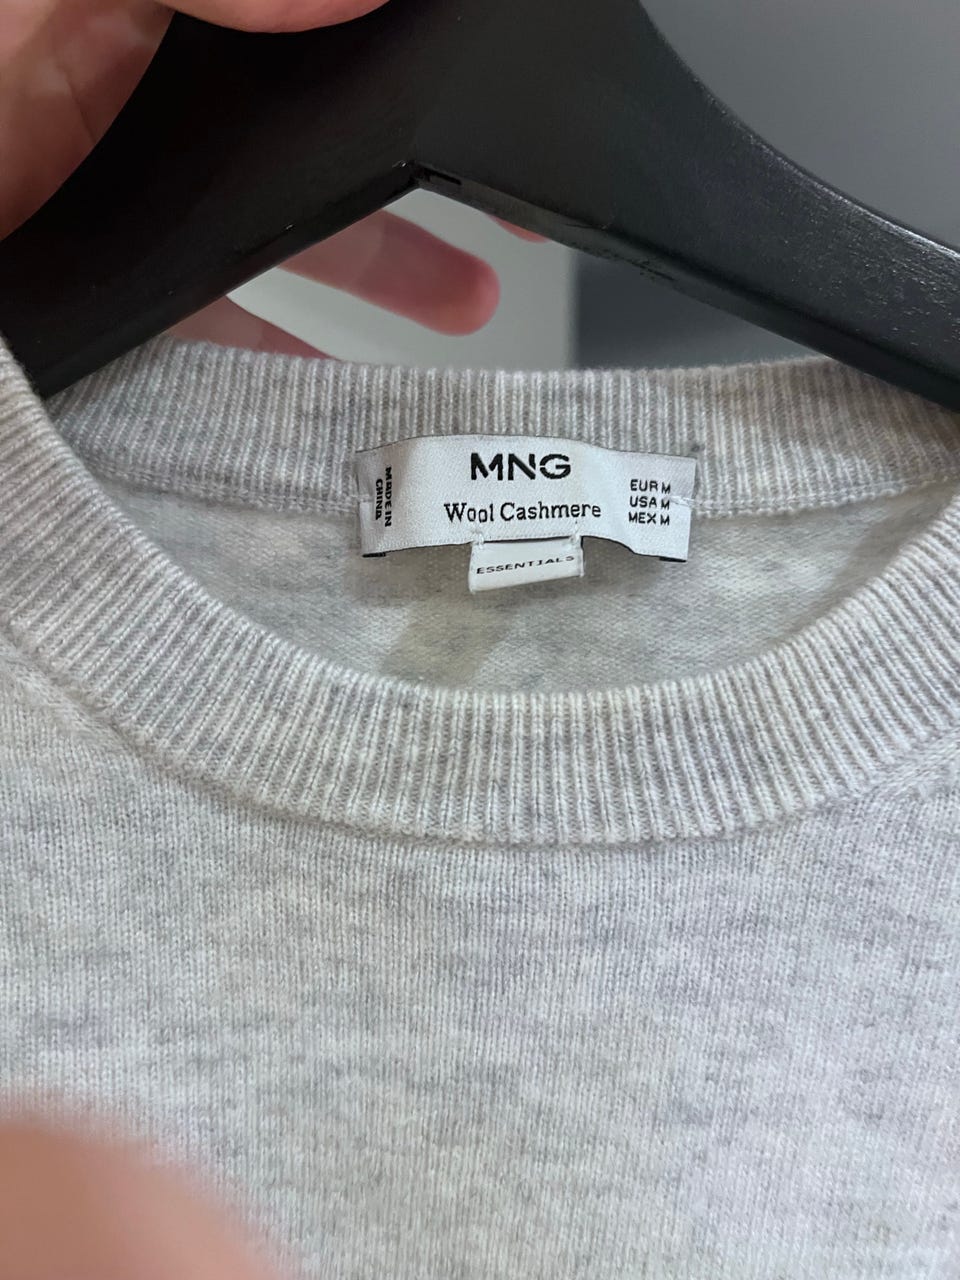 MNG
Wool Cashmere
MADE IN
CHINA
EUR M
USA M
MEX M
ESSENTIALS